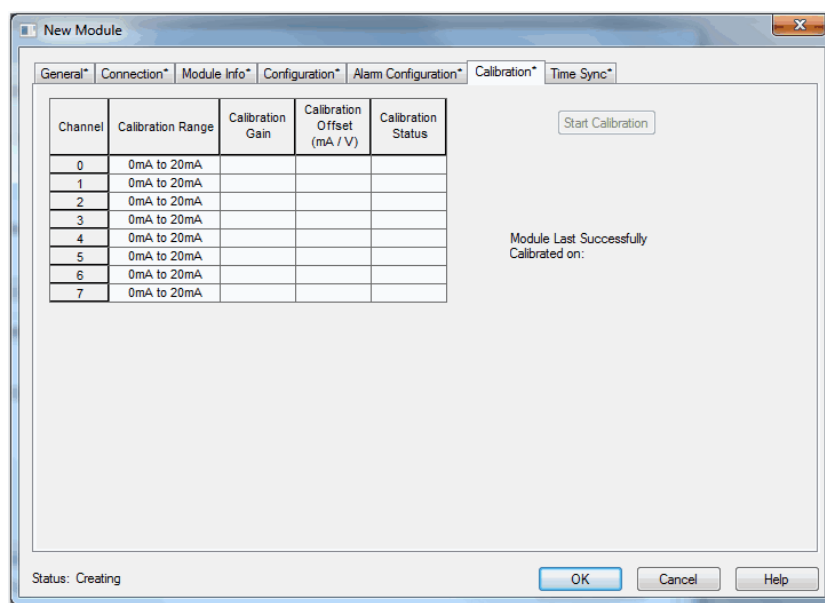 New Module
X
General* Connection* Module Info* Configuration* Alarm Configuration* Calibration* Time Sync*
Channel Calibration Range Calibration Gain Calibration Offset (mA / V) Calibration Status
Start Calibration
0 0mA to 20mA
1 0mA to 20mA
2 0mA to 20mA
3 0mA to 20mA
4 0mA to 20mA
5 0mA to 20mA
6 0mA to 20mA
7 0mA to 20mA
Module Last Successfully
Calibrated on:
Status: Creating OK Cancel Help